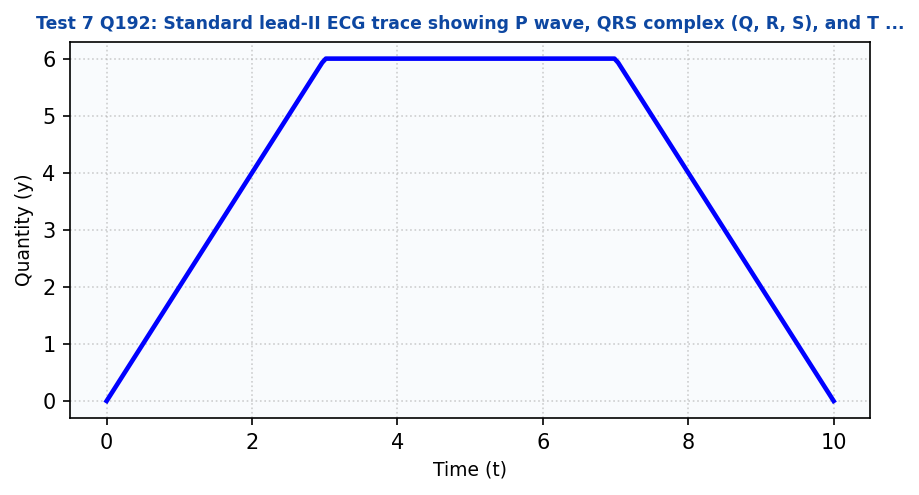 Test 7 Q192: Standard lead-II ECG trace showing P wave, QRS complex (Q, R, S), and T ...
6
5
4
3
2
1
0
Quantity (y)
0 2 4 6 8 10
Time (t)